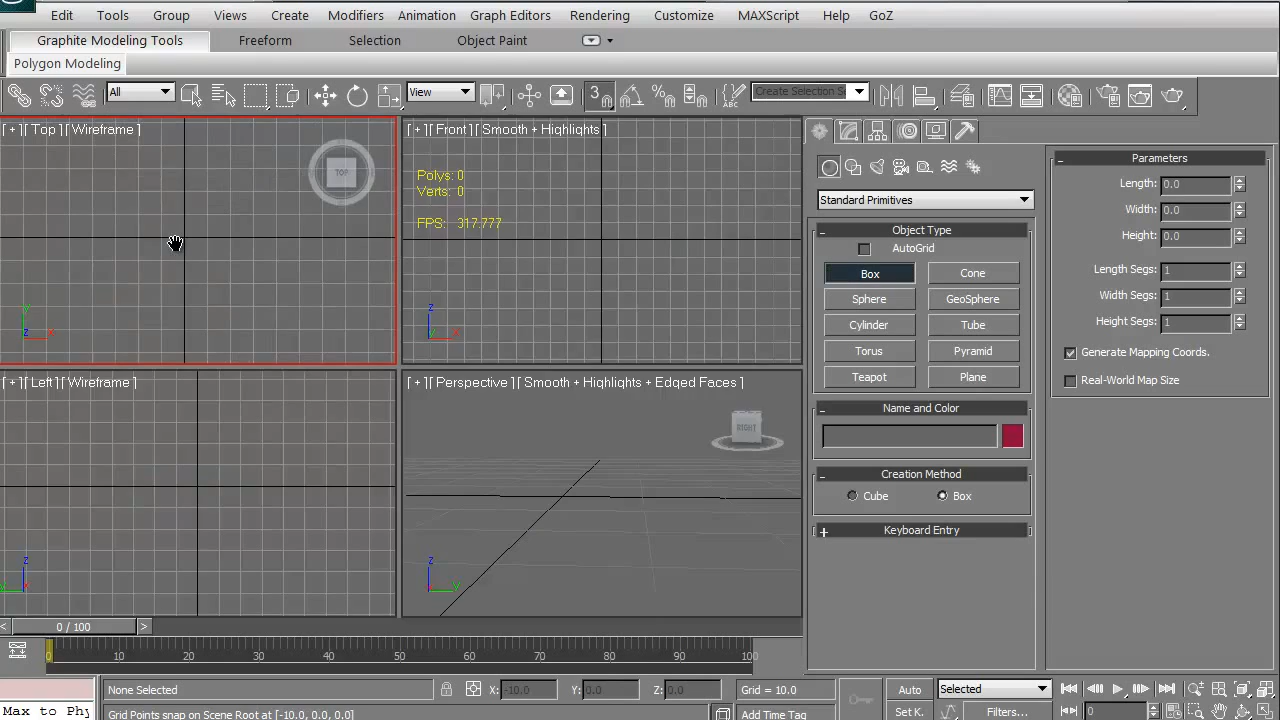 Edit Tools Group Views Create Modifiers Animation Graph Editors Rendering Customize MAXScript Help GoZ
Graphite Modeling Tools Freeform Selection Object Paint
Polygon Modeling
All View 3 Create Selection Se
[ + ][ Top ][ Wireframe ]
TOP
y
z x
[ + ][ Front ][ Smooth + Highlights ]
Polys: 0
Verts: 0
FPS: 317.777
z
y x
[ + ][ Left ][ Wireframe ]
z
y x
[ + ][ Perspective ][ Smooth + Highlights + Edged Faces ]
RIGHT
z
x y
Standard Primitives
- Object Type
AutoGrid
Box Cone
Sphere GeoSphere
Cylinder Tube
Torus Pyramid
Teapot Plane
- Name and Color
- Creation Method
Cube Box
+ Keyboard Entry
- Parameters
Length: 0.0
Width: 0.0
Height: 0.0
Length Segs: 1
Width Segs: 1
Height Segs: 1
Generate Mapping Coords.
Real-World Map Size
< 0 / 100 >
0 10 20 30 40 50 60 70 80 90 100
None Selected X: -10.0 Y: 0.0 Z: 0.0 Grid = 10.0 Auto Selected
Max to Phy Grid Points snap on Scene Root at [-10.0, 0.0, 0.0] Add Time Tag Set K. Filters... 0